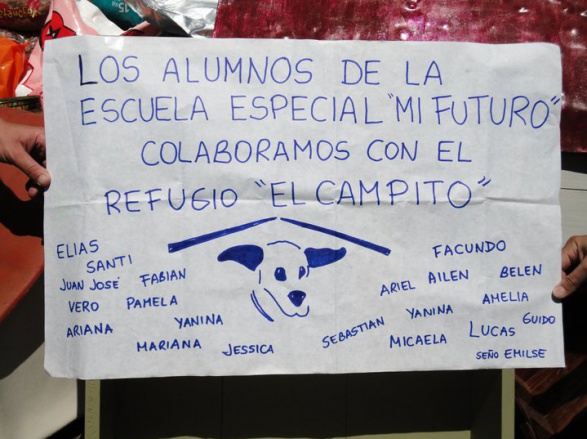 LOS ALUMNOS DE LA
ESCUELA ESPECIAL "MI FUTURO"
COLABORAMOS CON EL
REFUGIO "EL CAMPITO"
ELIAS
SANTI
JUAN JOSÉ FABIAN
VERO PAMELA
ARIANA YANINA
MARIANA JESSICA
FACUNDO
ARIEL AILEN BELEN
YANINA AMELIA
SEBASTIAN MICAELA LUCAS GUIDO
SEÑO EMILSE